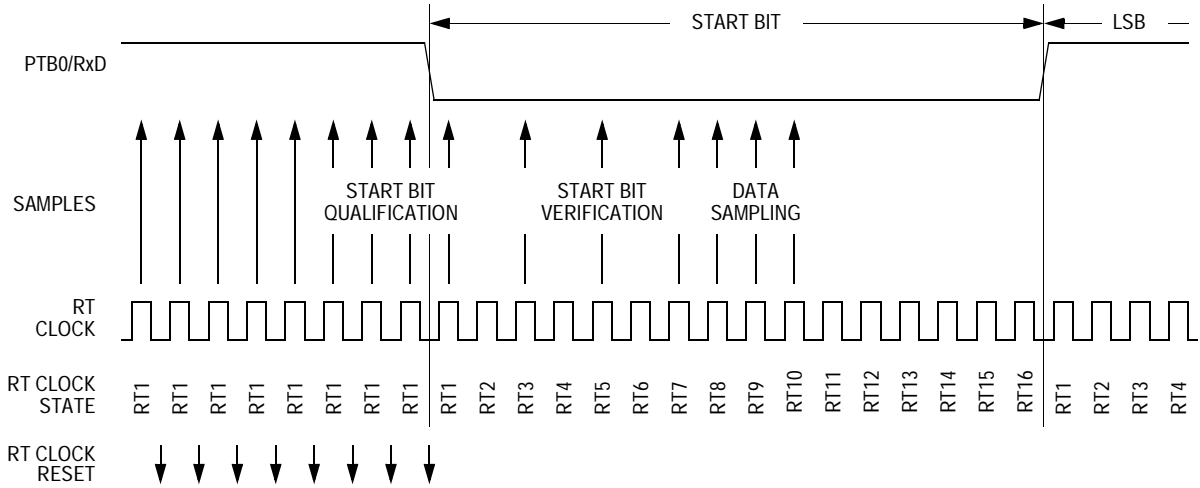 START BIT LSB
PTB0/RxD
SAMPLES
START BIT
QUALIFICATION
START BIT
VERIFICATION
DATA
SAMPLING
RT
CLOCK
RT CLOCK
STATE
RT1 RT1 RT1 RT1 RT1 RT1 RT1 RT1 RT1 RT2 RT3 RT4 RT5 RT6 RT7 RT8 RT9 RT10 RT11 RT12 RT13 RT14 RT15 RT16 RT1 RT2 RT3 RT4
RT CLOCK
RESET